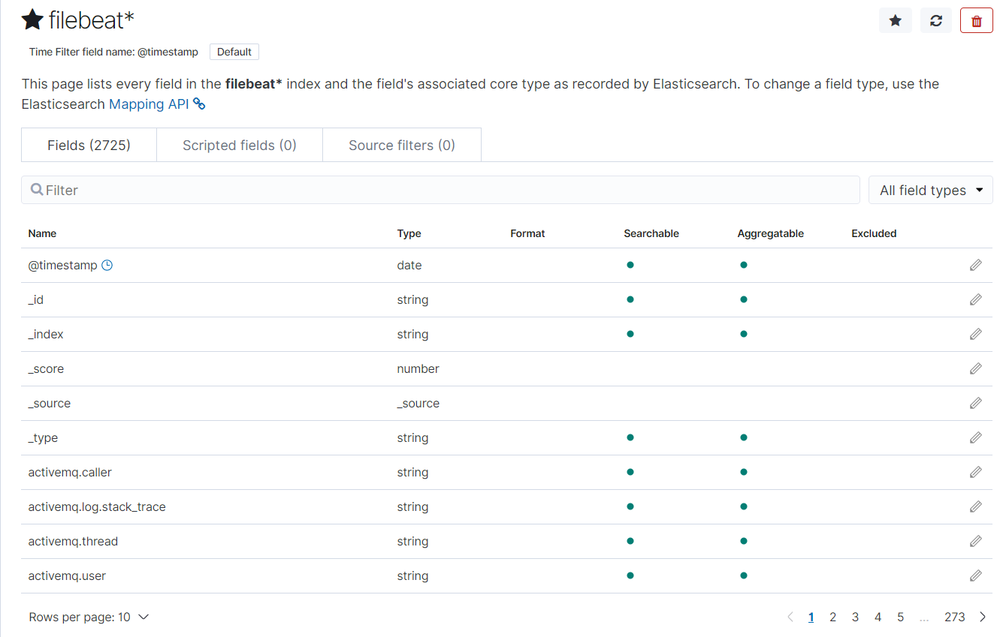 filebeat*
Time Filter field name: @timestamp Default
This page lists every field in the filebeat* index and the field's associated core type as recorded by Elasticsearch. To change a field type, use the
Elasticsearch Mapping API
Fields (2725) Scripted fields (0) Source filters (0)
Filter All field types
Name Type Format Searchable Aggregatable Excluded
@timestamp date
_id string
_index string
_score number
_source _source
_type string
activemq.caller string
activemq.log.stack_trace string
activemq.thread string
activemq.user string
Rows per page: 10 1 2 3 4 5 ... 273